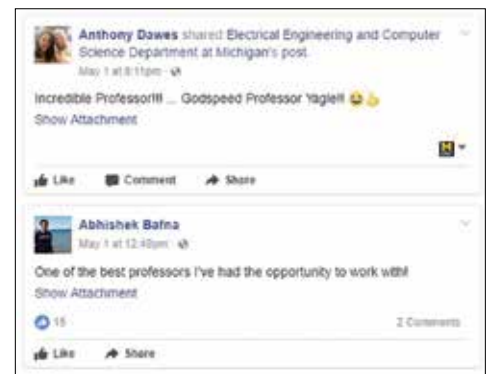 Anthony Dawes shared Electrical Engineering and Computer
Science Department at Michigan's post.
May 1 at 8:11pm
Incredible Professor!!! ... Godspeed Professor Yagle!! 😂 👍
Show Attachment
Like Comment Share
Abhishek Bafna
May 1 at 12:48pm
One of the best professors I've had the opportunity to work with!
Show Attachment
15 2 Comments
Like Share